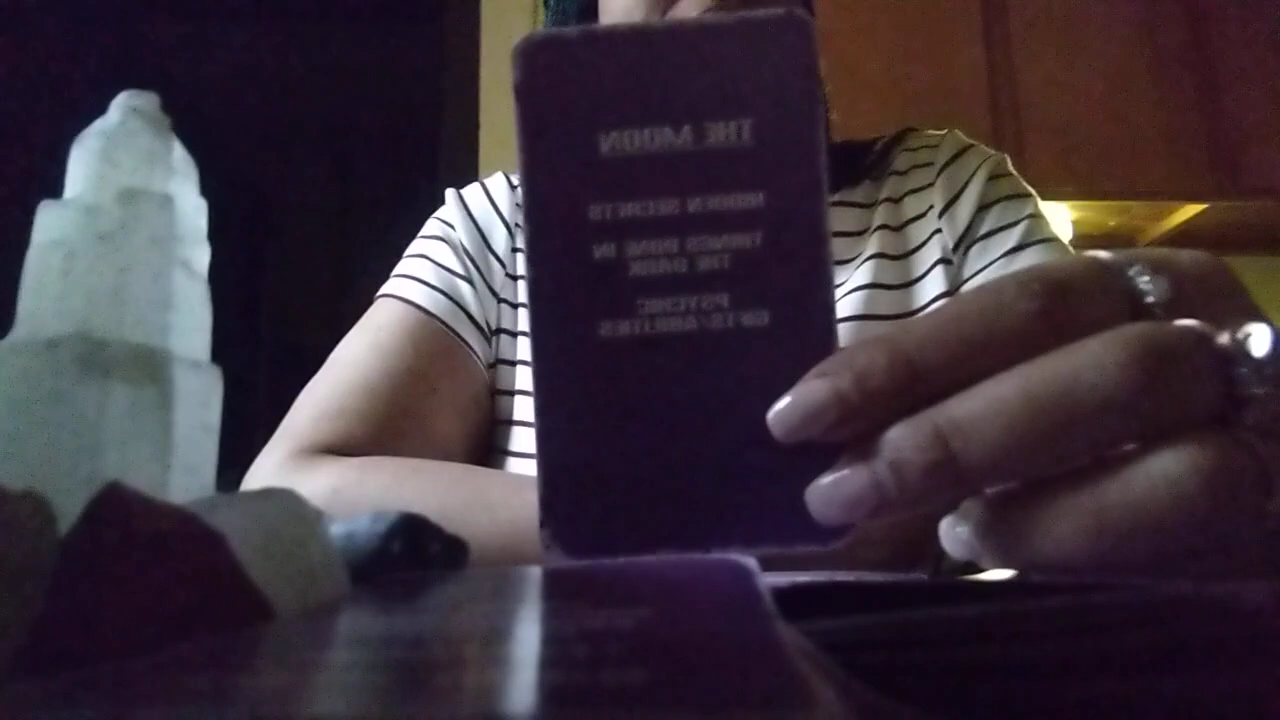 THE MOON
HIDDEN SECRETS
THINGS DONE IN
THE DARK
PSYCHIC
GIFTS/ABILITIES